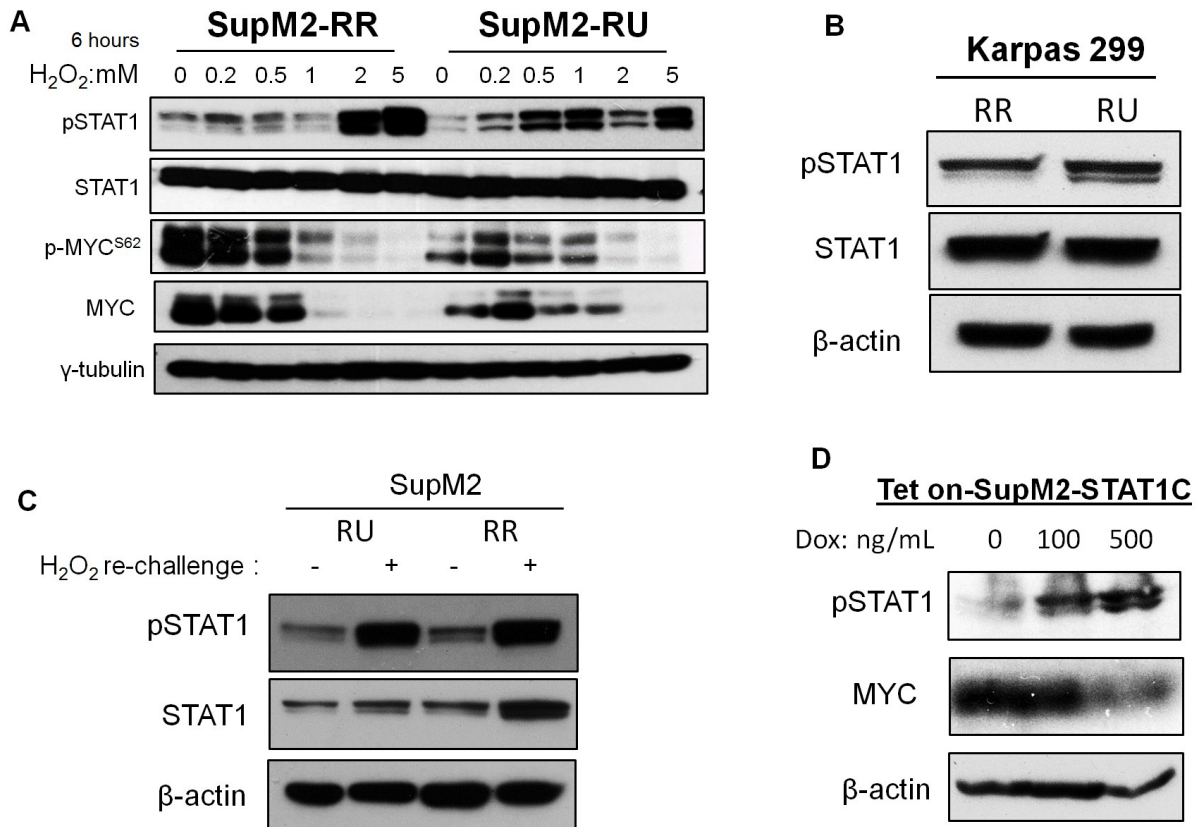 A
6 hours
SupM2-RR SupM2-RU
H₂O₂:mM 0 0.2 0.5 1 2 5 0 0.2 0.5 1 2 5
pSTAT1
STAT1
p-MYCS62
MYC
γ-tubulin
B
Karpas 299
RR RU
pSTAT1
STAT1
β-actin
C
SupM2
RU RR
H₂O₂ re-challenge : - + - +
pSTAT1
STAT1
β-actin
D
Tet on-SupM2-STAT1C
Dox: ng/mL 0 100 500
pSTAT1
MYC
β-actin